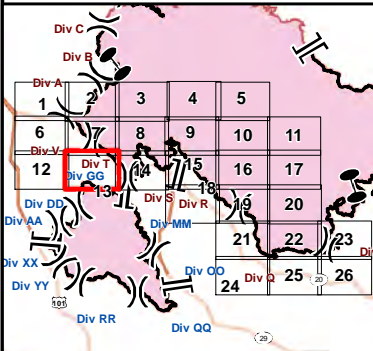 Div C
Div B
Div A
1 2 3 4 5
6 7 8 9 10 11
Div V
12 Div T 14 15 16 17
Div GG
13 18
Div DD Div S Div R 19 20
Div AA Div MM
21 22 23
Div XX Div OO Div Q Div
Div YY 24 25 20 26
101
Div RR Div QQ
29